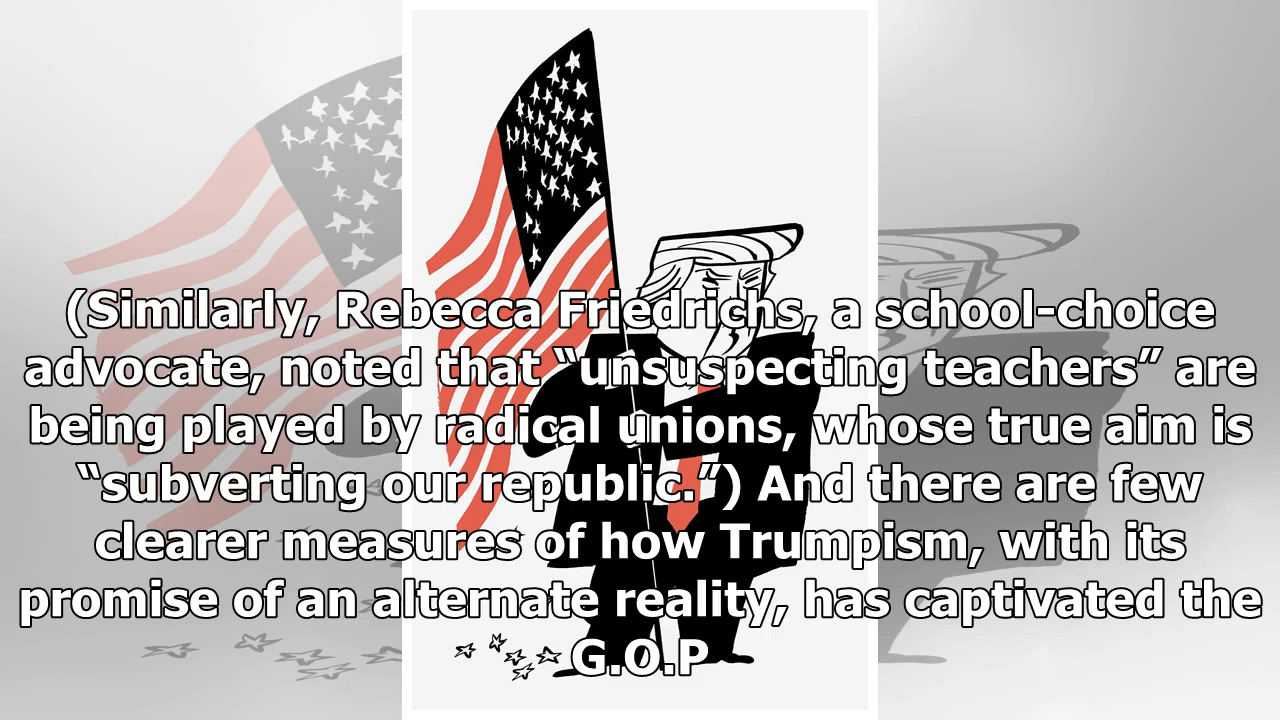 (Similarly, Rebecca Friedrichs, a school-choice
advocate, noted that “unsuspecting teachers” are
being played by radical unions, whose true aim is
“subverting our republic.”) And there are few
clearer measures of how Trumpism, with its
promise of an alternate reality, has captivated the
G.O.P